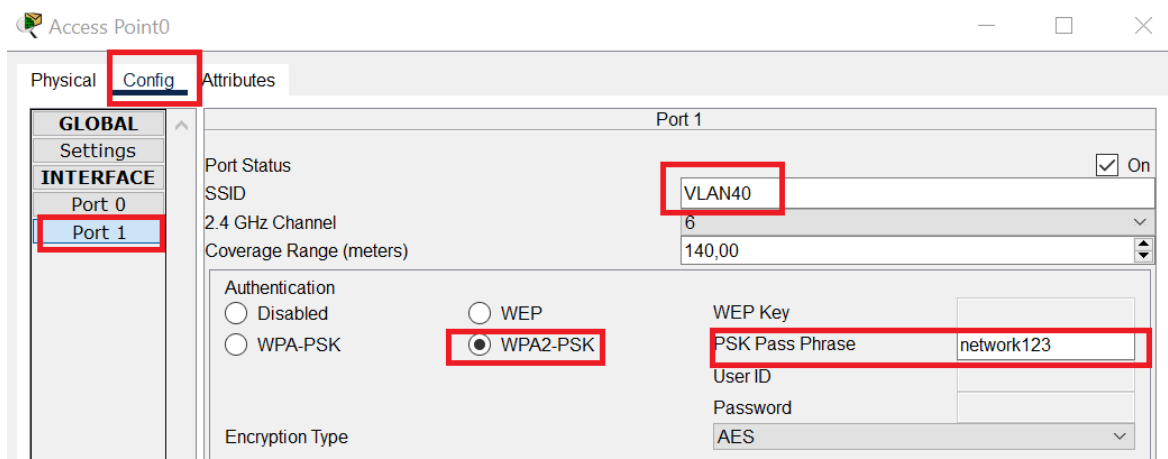 Access Point0
Physical Config Attributes
GLOBAL
Settings
INTERFACE
Port 0
Port 1
Port 1
Port Status On
SSID VLAN40
2.4 GHz Channel 6
Coverage Range (meters) 140,00
Authentication
Disabled WEP WEP Key
WPA-PSK WPA2-PSK PSK Pass Phrase network123
User ID
Password
Encryption Type AES